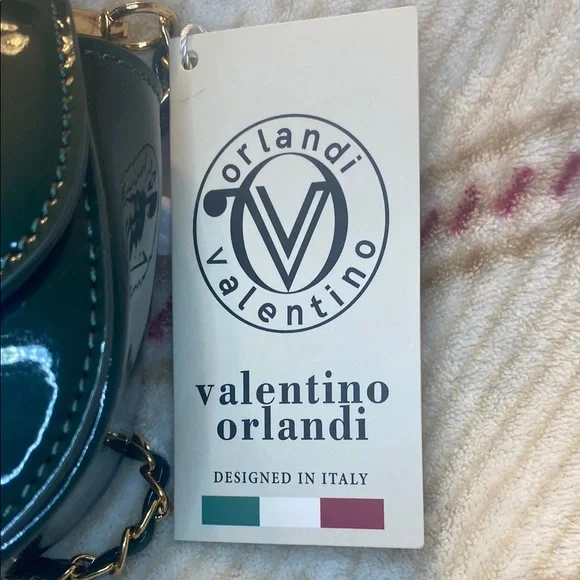 orlandi
valentino
valentino
orlandi
DESIGNED IN ITALY